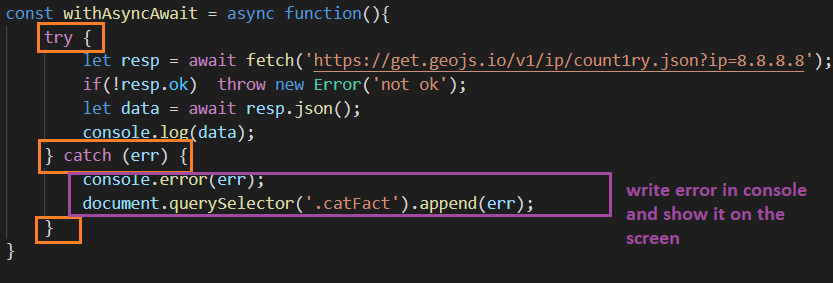 const withAsyncAwait = async function(){
try {
let resp = await fetch('https://get.geojs.io/v1/ip/count1ry.json?ip=8.8.8.8');
if(!resp.ok)  throw new Error('not ok');
let data = await resp.json();
console.log(data);
} catch (err) {
console.error(err);
document.querySelector('.catFact').append(err);
write error in console
and show it on the
screen
}
}